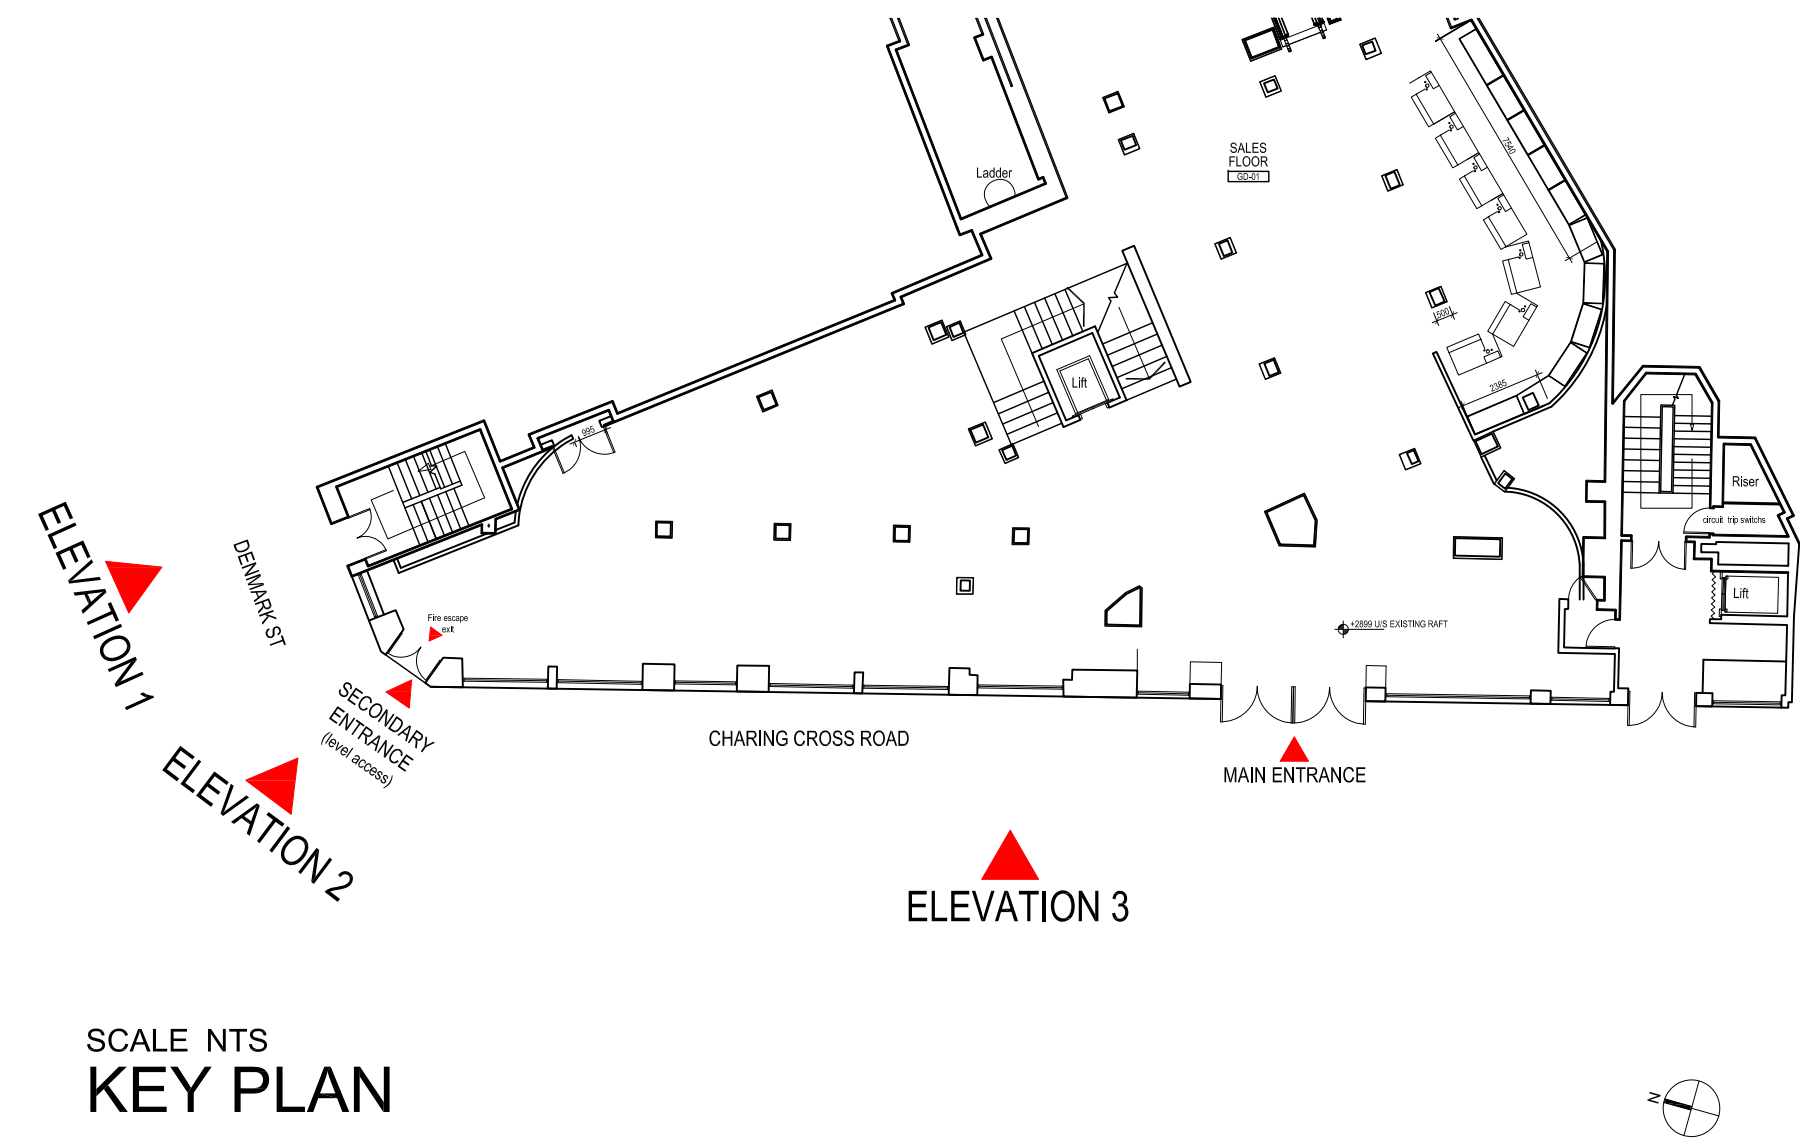 SALES
FLOOR
GD-01
7540
Ladder
500
Lift
2385
995
Riser
circuit trip switchs
Lift
ELEVATION 1
DENMARK ST
Fire escape
exit
+2899 U/S EXISTING RAFT
SECONDARY
ENTRANCE
(level access)
CHARING CROSS ROAD
MAIN ENTRANCE
ELEVATION 2
ELEVATION 3
SCALE NTS
KEY PLAN
N